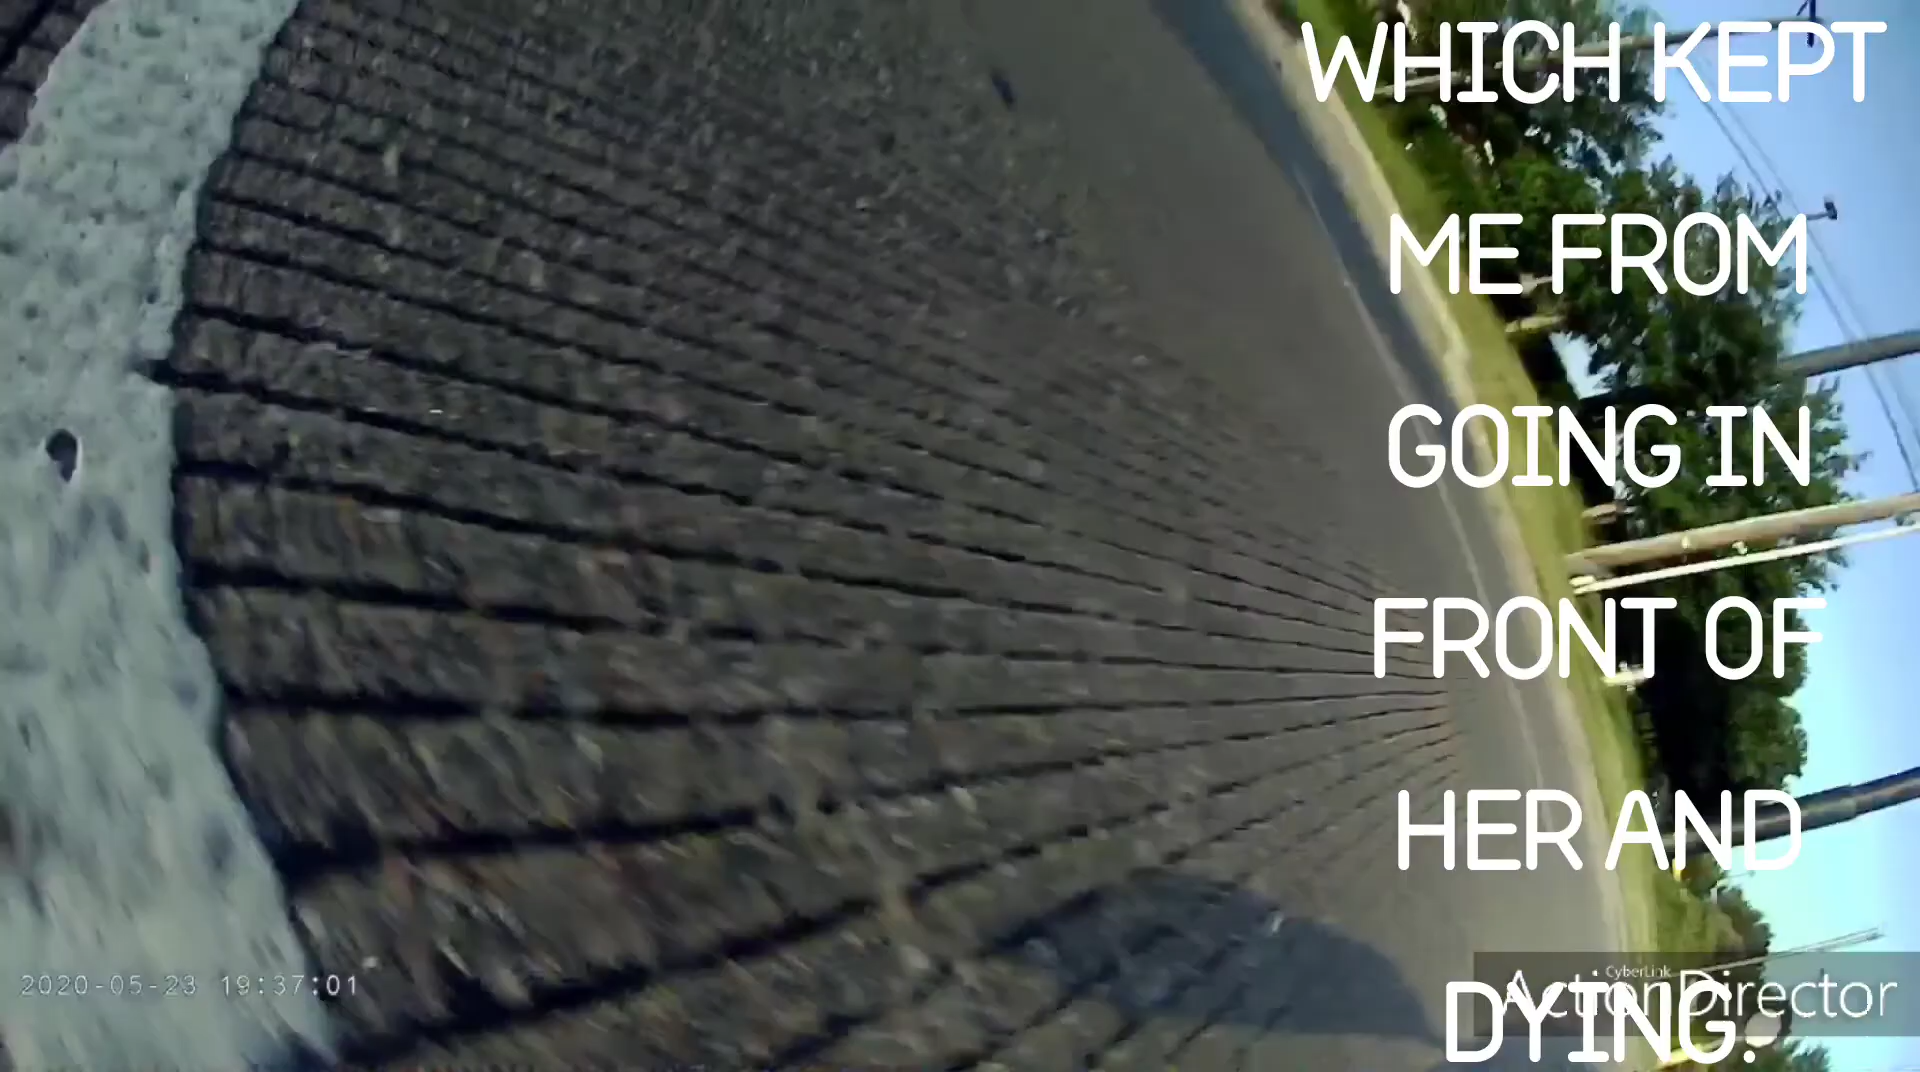 WHICH KEPT
ME FROM
GOING IN
FRONT OF
HER AND
DYING.
CyberLink
ActionDirector
2020-05-23 19:37:01